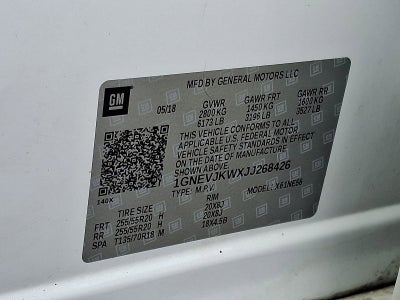 MFD BY GENERAL MOTORS LLC
GM
05/18 GVWR GAWR FRT GAWR RR
2800 KG 1450 KG 1600 KG
6173 LB 3196 LB 3527 LB
THIS VEHICLE CONFORMS TO ALL
APPLICABLE U.S. FEDERAL MOTOR
VEHICLE SAFETY STANDARDS IN EFFECT
ON THE DATE OF MANUFACTURE
SHOWN ABOVE.
1GNEVJKWXJJ268426
TYPE: M.P.V. MODEL:
140X
TIRE SIZE RIM
FRT 255/55R20 H 20X8J
RR 255/55R20 H 20X8J
SPA T135/70R18 M 18X4.5B